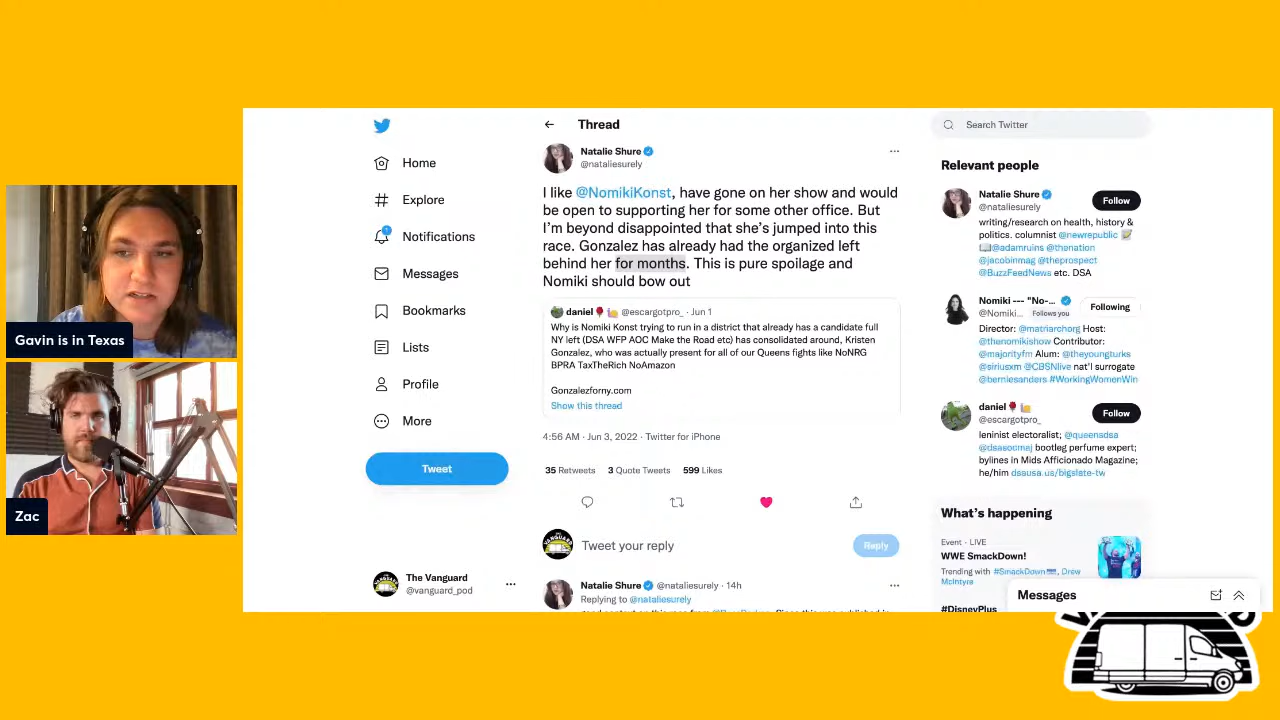 Gavin is in Texas
Zac
Home
Explore
Notifications
Messages
Bookmarks
Lists
Profile
More
Tweet
The Vanguard
@vanguard_pod
Thread
Natalie Shure
@nataliesurely
I like @NomikiKonst, have gone on her show and would
be open to supporting her for some other office. But
I'm beyond disappointed that she's jumped into this
race. Gonzalez has already had the organized left
behind her for months. This is pure spoilage and
Nomiki should bow out
daniel @escargotpro_ · Jun 1
Why is Nomiki Konst trying to run in a district that already has a candidate full
NY left (DSA WFP AOC Make the Road etc) has consolidated around, Kristen
Gonzalez, who was actually present for all of our Queens fights like NoNRG
BPRA TaxTheRich NoAmazon
Gonzalezforny.com
Show this thread
4:56 AM · Jun 3, 2022 · Twitter for iPhone
35 Retweets 3 Quote Tweets 599 Likes
Tweet your reply
Reply
Natalie Shure @nataliesurely · 14h
Replying to @nataliesurely
Search Twitter
Relevant people
Natalie Shure
@nataliesurely
Follow
writing/research on health, history &
politics. columnist @newrepublic
@adamruins @thenation
@jacobinmag @theprospect
@BuzzFeedNews etc. DSA
Nomiki --- "No-...
@Nomiki... Follows you
Following
Director: @matriarchorg Host:
@thenomikishow Contributor:
@majorityfm Alum: @theyoungturks
@siriusxm @CBSNlive nat'l surrogate
@berniesanders #WorkingWomenWin
daniel
@escargotpro_
Follow
leninist electoralist; @queensdsa
@dsasocmaj bootleg perfume expert;
bylines in Mids Afficionado Magazine;
he/him dsausa.us/bigslate-tw
What's happening
Event · LIVE
WWE SmackDown!
Trending with #SmackDown, Drew
McIntyre
#DisneyPlus
Messages